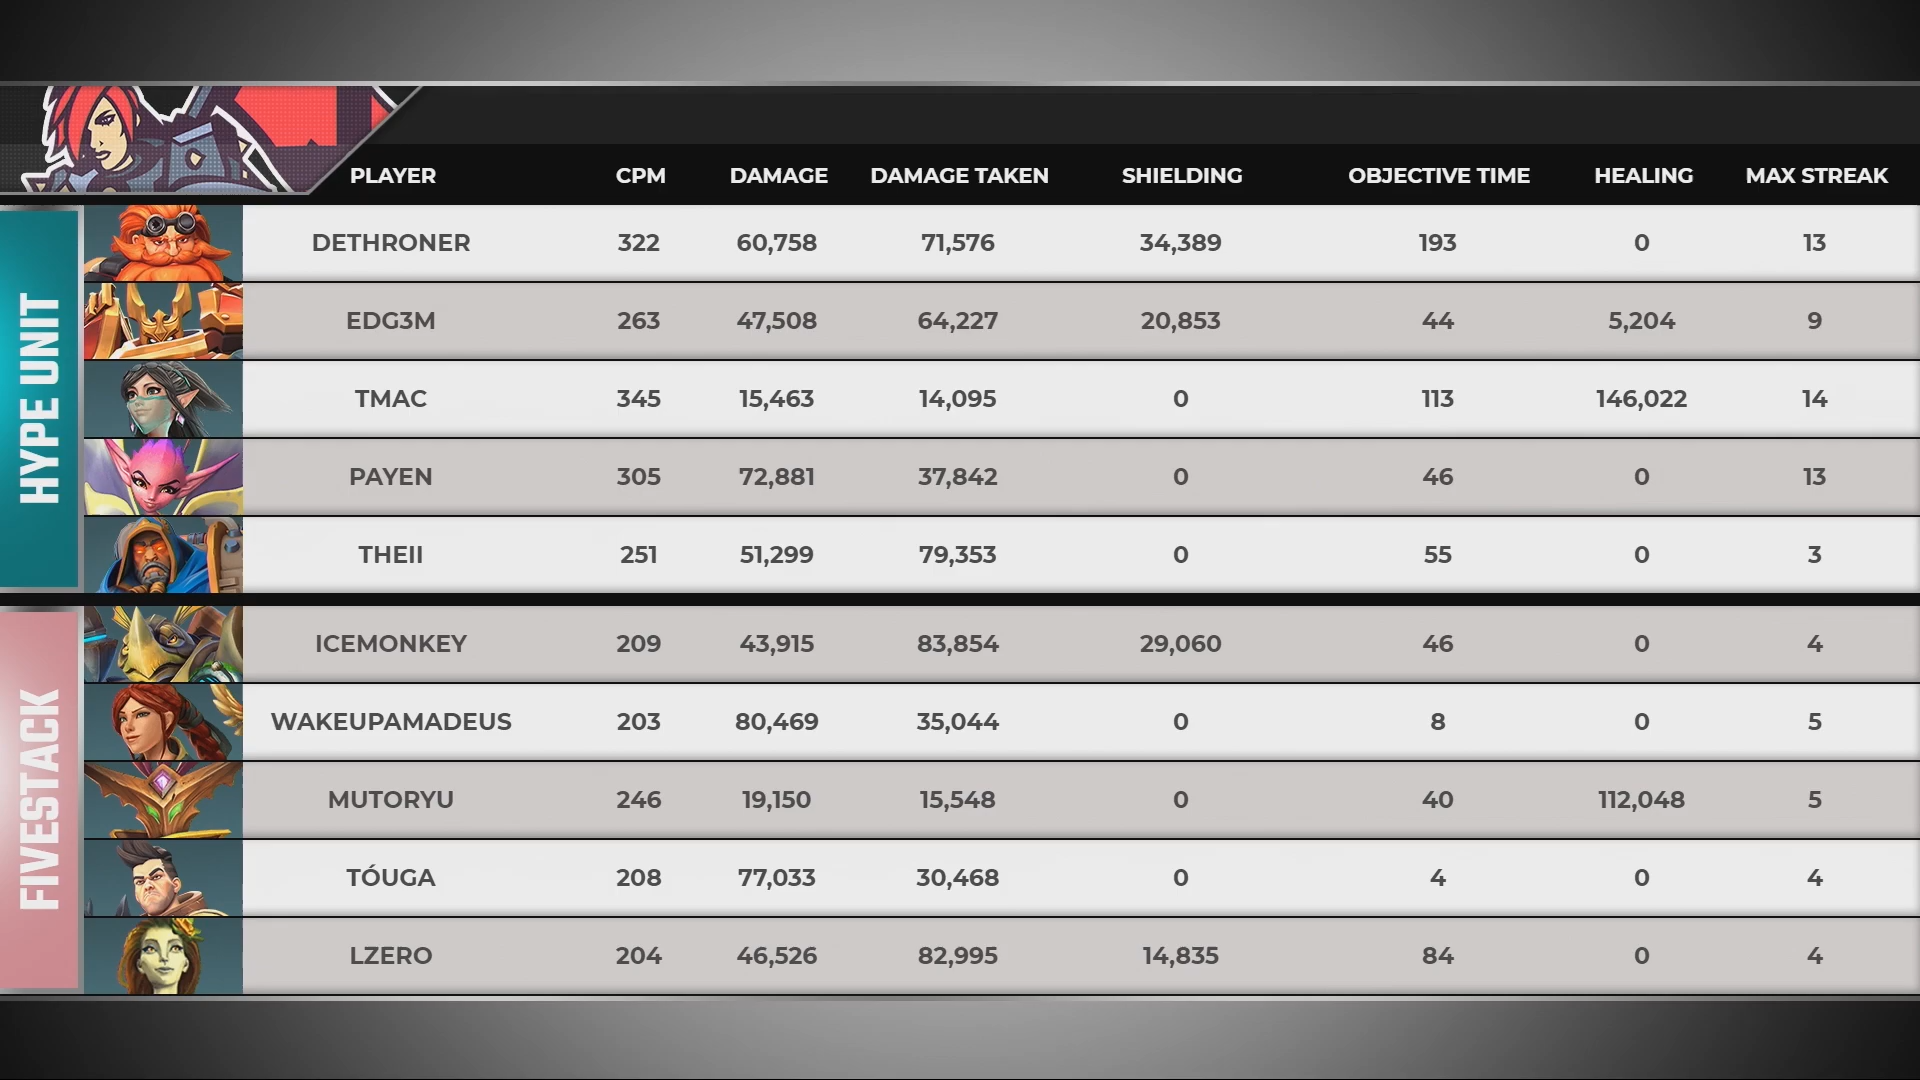 PLAYER CPM DAMAGE DAMAGE TAKEN SHIELDING OBJECTIVE TIME HEALING MAX STREAK
HYPE UNIT
DETHRONER 322 60,758 71,576 34,389 193 0 13
EDG3M 263 47,508 64,227 20,853 44 5,204 9
TMAC 345 15,463 14,095 0 113 146,022 14
PAYEN 305 72,881 37,842 0 46 0 13
THEII 251 51,299 79,353 0 55 0 3
FIVESTACK
ICEMONKEY 209 43,915 83,854 29,060 46 0 4
WAKEUPAMADEUS 203 80,469 35,044 0 8 0 5
MUTORYU 246 19,150 15,548 0 40 112,048 5
TÓUGA 208 77,033 30,468 0 4 0 4
LZERO 204 46,526 82,995 14,835 84 0 4